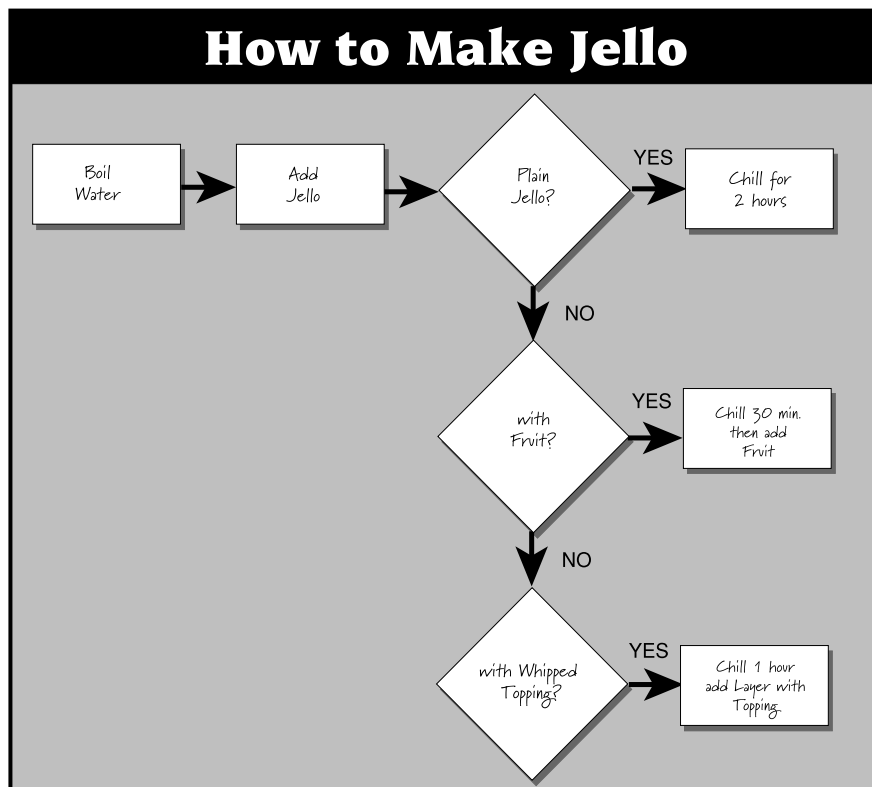 How to Make Jello
Boil
Water
Add
Jello
Plain
Jello?
YES
Chill for
2 hours
NO
with
Fruit?
YES
Chill 30 min.
then add
Fruit
NO
with Whipped
Topping?
YES
Chill 1 hour
add Layer with
Topping